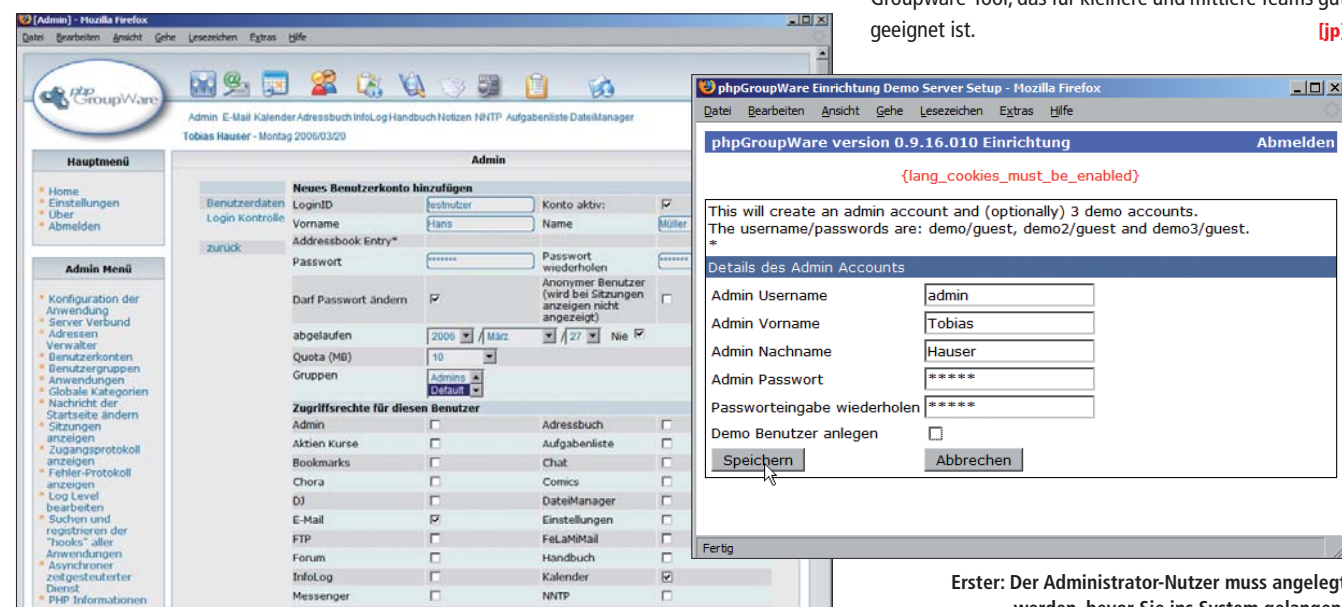 Groupware-Tool, das für kleinere und mittlere Teams gut
geeignet ist. [jp]
[Admin] - Mozilla Firefox
Datei Bearbeiten Ansicht Gehe Lesezeichen Extras Hilfe
phpGroupWare
Admin E-Mail Kalender Adressbuch InfoLog Handbuch Notizen NNTP Aufgabenliste DateiManager
Tobias Hauser - Montag 2006/03/20
Hauptmenü
* Home
* Einstellungen
* Über
* Abmelden
Admin Menü
* Konfiguration der
Anwendung
* Server Verbund
* Adressen
Verwalter
* Benutzerkonten
* Benutzergruppen
* Anwendungen
* Globale Kategorien
* Nachricht der
Startseite ändern
* Sitzungen
anzeigen
* Zugangsprotokoll
anzeigen
* Fehler-Protokoll
anzeigen
* Log Level
bearbeiten
* Suchen und
registrieren der
"hooks" aller
Anwendungen
* Asynchroner
zeitgesteuerter
Dienst
* PHP Informationen
Admin
Benutzerdaten
Login Kontrolle
zurück
Neues Benutzerkonto hinzufügen
LoginID testnutzer Konto aktiv:
Vorname Hans Name Müller
Addressbook Entry*
Passwort ******* Passwort
wiederholen *******
Darf Passwort ändern Anonymer Benutzer
(wird bei Sitzungen
anzeigen nicht
angezeigt)
abgelaufen 2006 / März / 27 Nie
Quota (MB) 10
Gruppen Admins
Default
Zugriffsrechte für diesen Benutzer
Admin Adressbuch
Aktien Kurse Aufgabenliste
Bookmarks Chat
Chora Comics
DJ DateiManager
E-Mail Einstellungen
FTP FeLaMiMail
Forum Handbuch
InfoLog Kalender
Messenger NNTP
phpGroupWare Einrichtung Demo Server Setup - Mozilla Firefox
Datei Bearbeiten Ansicht Gehe Lesezeichen Extras Hilfe
phpGroupWare version 0.9.16.010 Einrichtung Abmelden
{lang_cookies_must_be_enabled}
This will create an admin account and (optionally) 3 demo accounts.
The username/passwords are: demo/guest, demo2/guest and demo3/guest.
*
Details des Admin Accounts
Admin Username admin
Admin Vorname Tobias
Admin Nachname Hauser
Admin Passwort *****
Passworteingabe wiederholen *****
Demo Benutzer anlegen
Speichern Abbrechen
Fertig
Erster: Der Administrator-Nutzer muss angelegt
werden, bevor Sie ins System gelangen